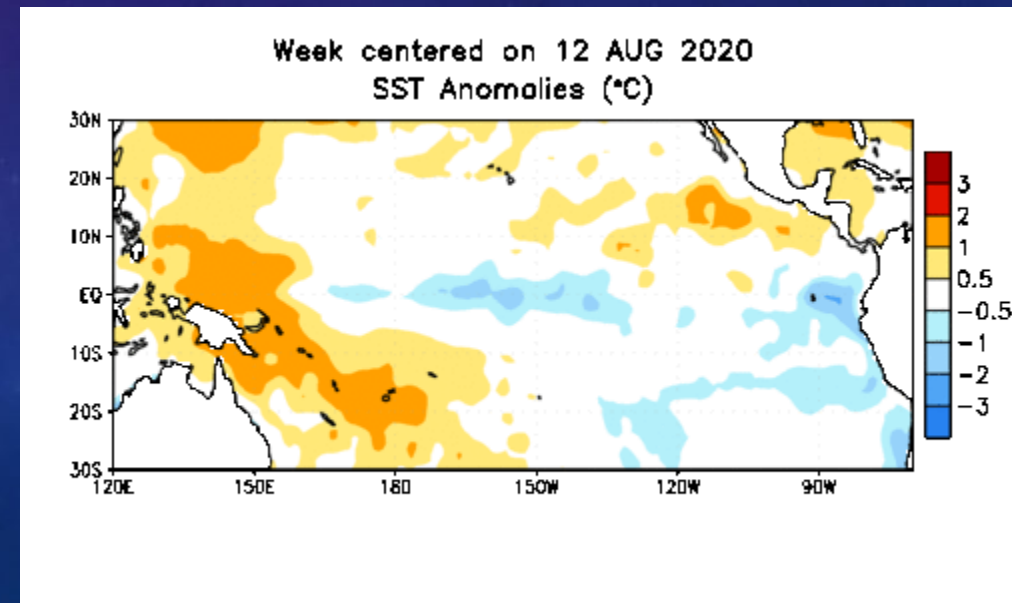 Week centered on 12 AUG 2020
SST Anomalies (°C)
30N
20N
10N
EQ
10S
20S
30S
120E 150E 180 150W 120W 90W
3
2
1
0.5
-0.5
-1
-2
-3